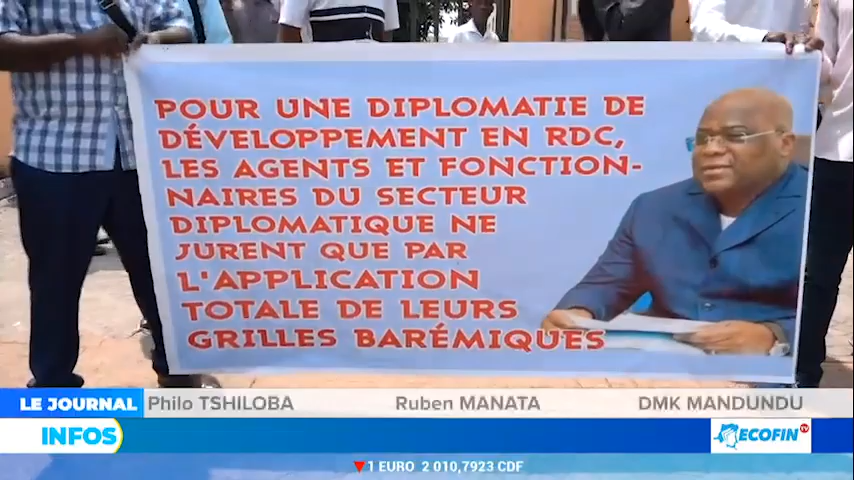 POUR UNE DIPLOMATIE DE
DÉVELOPPEMENT EN RDC,
LES AGENTS ET FONCTION-
NAIRES DU SECTEUR
DIPLOMATIQUE NE
JURENT QUE PAR
L'APPLICATION
TOTALE DE LEURS
GRILLES BARÉMIQUES
LE JOURNAL Philo TSHILOBA Ruben MANATA DMK MANDUNDU
INFOS ECOFIN TV
1 EURO 2 010,7923 CDF